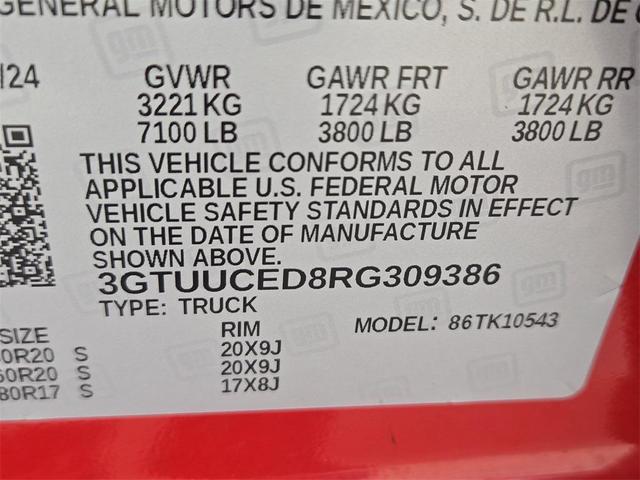 GENERAL MOTORS DE MEXICO, S. DE R.L. DE
/24 GVWR GAWR FRT GAWR RR
3221 KG 1724 KG 1724 KG
7100 LB 3800 LB 3800 LB
THIS VEHICLE CONFORMS TO ALL
APPLICABLE U.S. FEDERAL MOTOR
VEHICLE SAFETY STANDARDS IN EFFECT
ON THE DATE OF MANUFACTURE
SHOWN ABOVE.
3GTUUCED8RG309386
TYPE: TRUCK
SIZE RIM MODEL: 86TK10543
0R20 S 20X9J
60R20 S 20X9J
80R17 S 17X8J